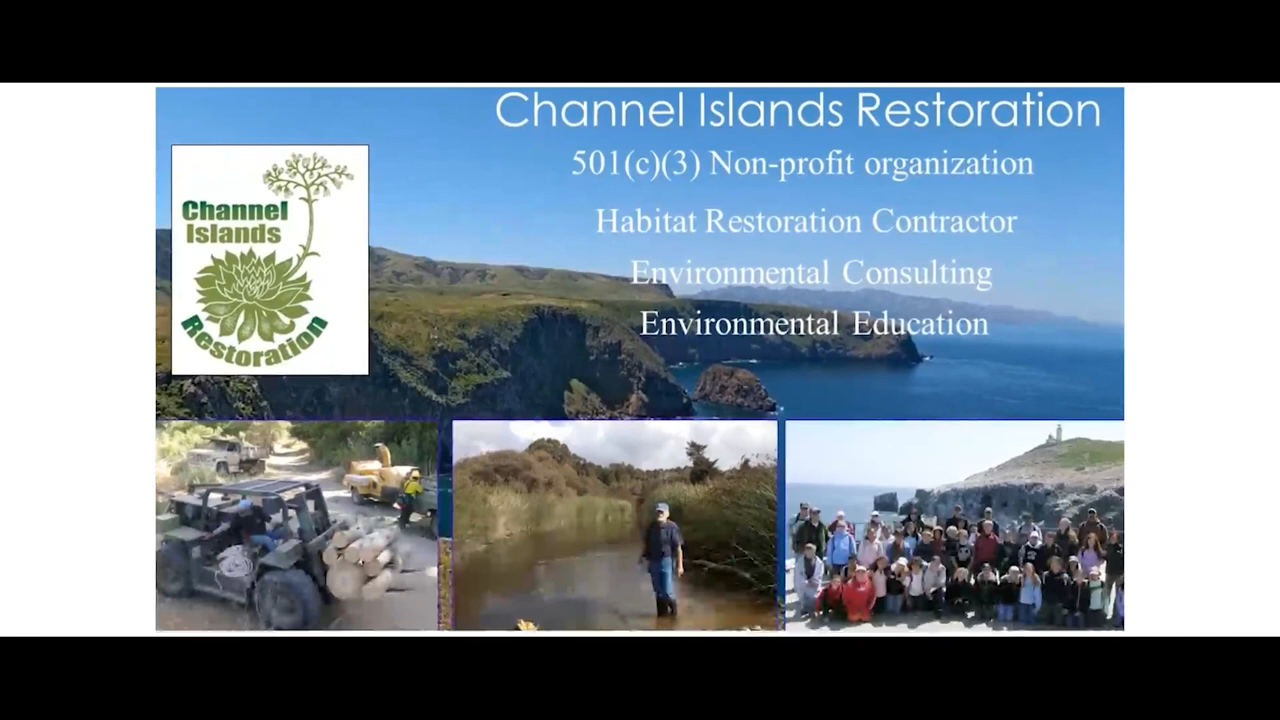 Channel Islands Restoration
501(c)(3) Non-profit organization
Habitat Restoration Contractor
Environmental Consulting
Environmental Education
Channel
Islands
Restoration